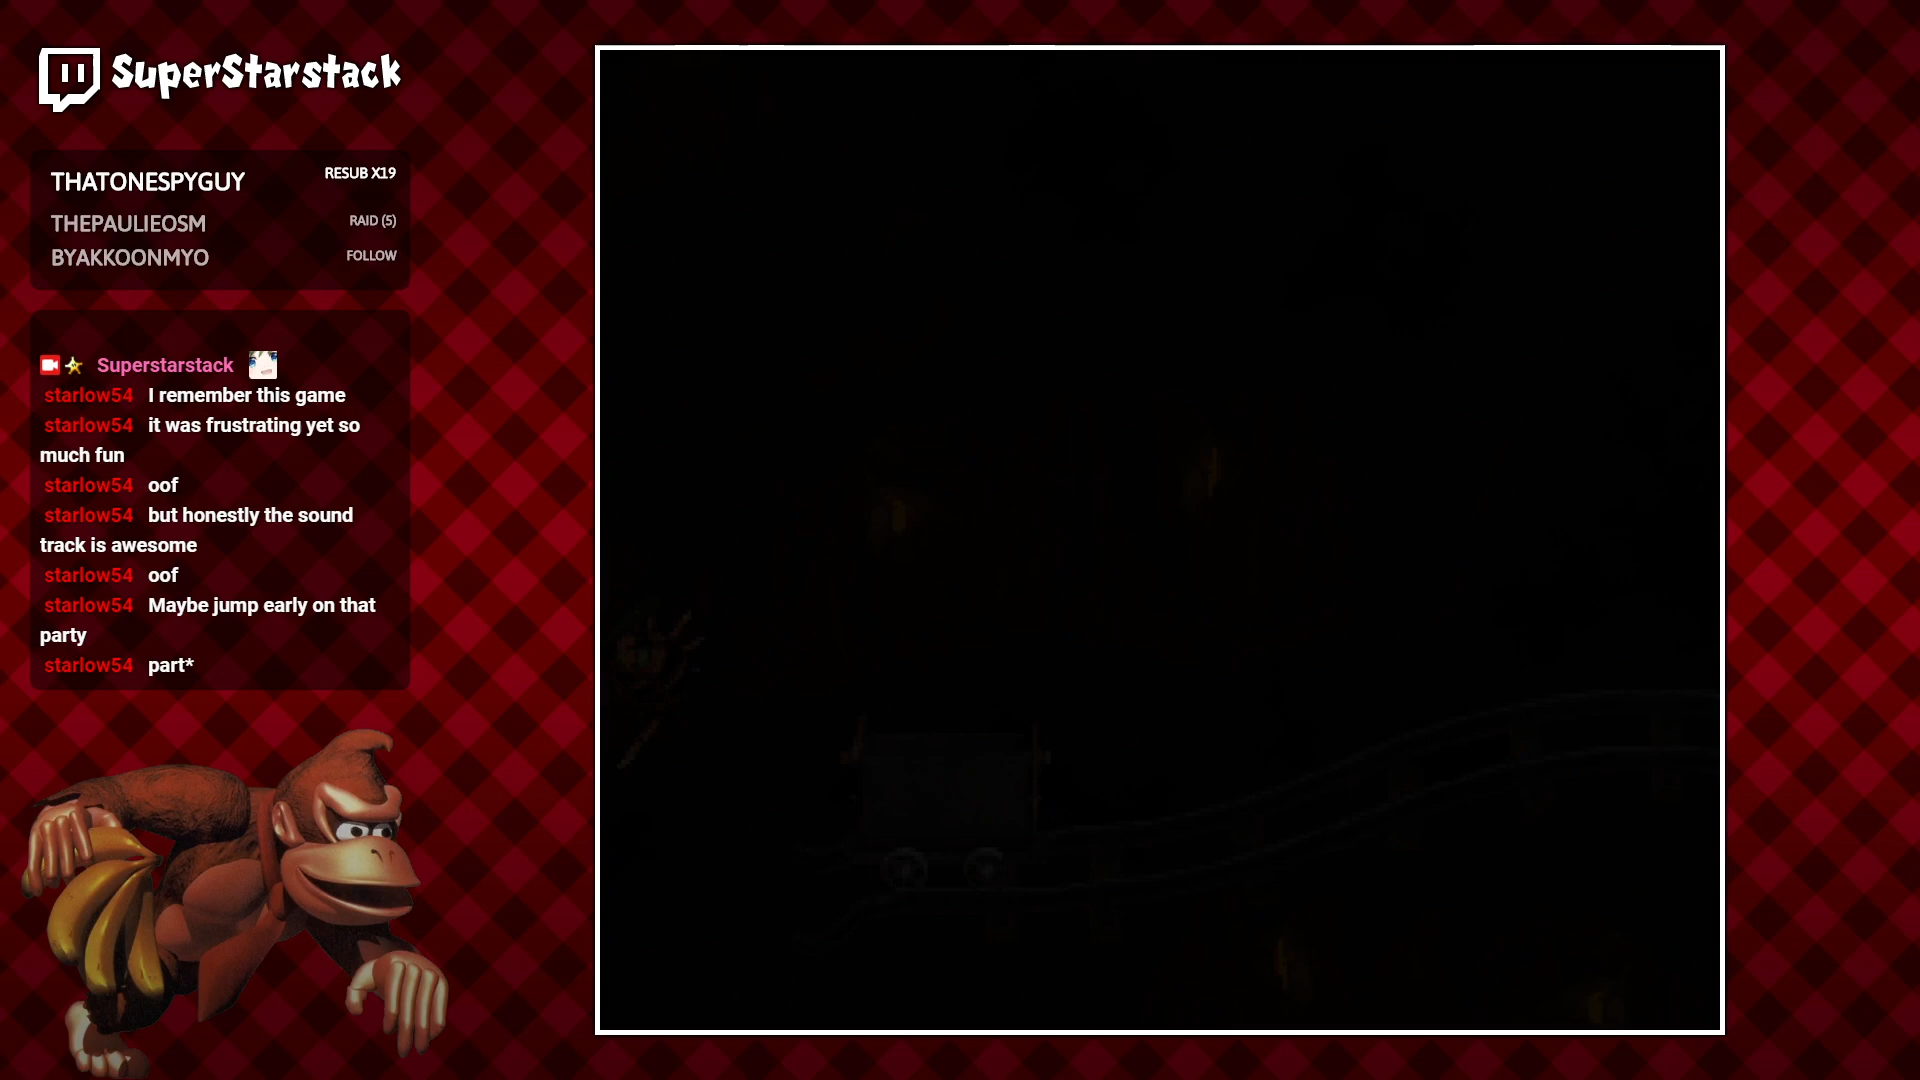 SuperStarstack
THATONESPYGUY RESUB X19
THEPAULIEOSM RAID (5)
BYAKKOONMYO FOLLOW
Superstarstack
starlow54 I remember this game
starlow54 it was frustrating yet so
much fun
starlow54 oof
starlow54 but honestly the sound
track is awesome
starlow54 oof
starlow54 Maybe jump early on that
party
starlow54 part*